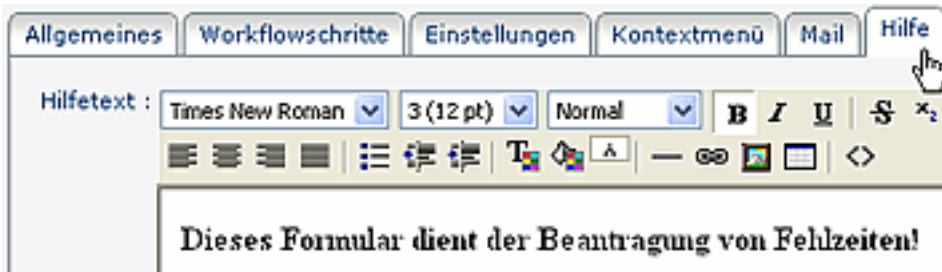 Allgemeines Workflowschritte Einstellungen Kontextmenü Mail Hilfe
Hilfetext : Times New Roman 3 (12 pt) Normal B I U S x₂
A
Dieses Formular dient der Beantragung von Fehlzeiten!